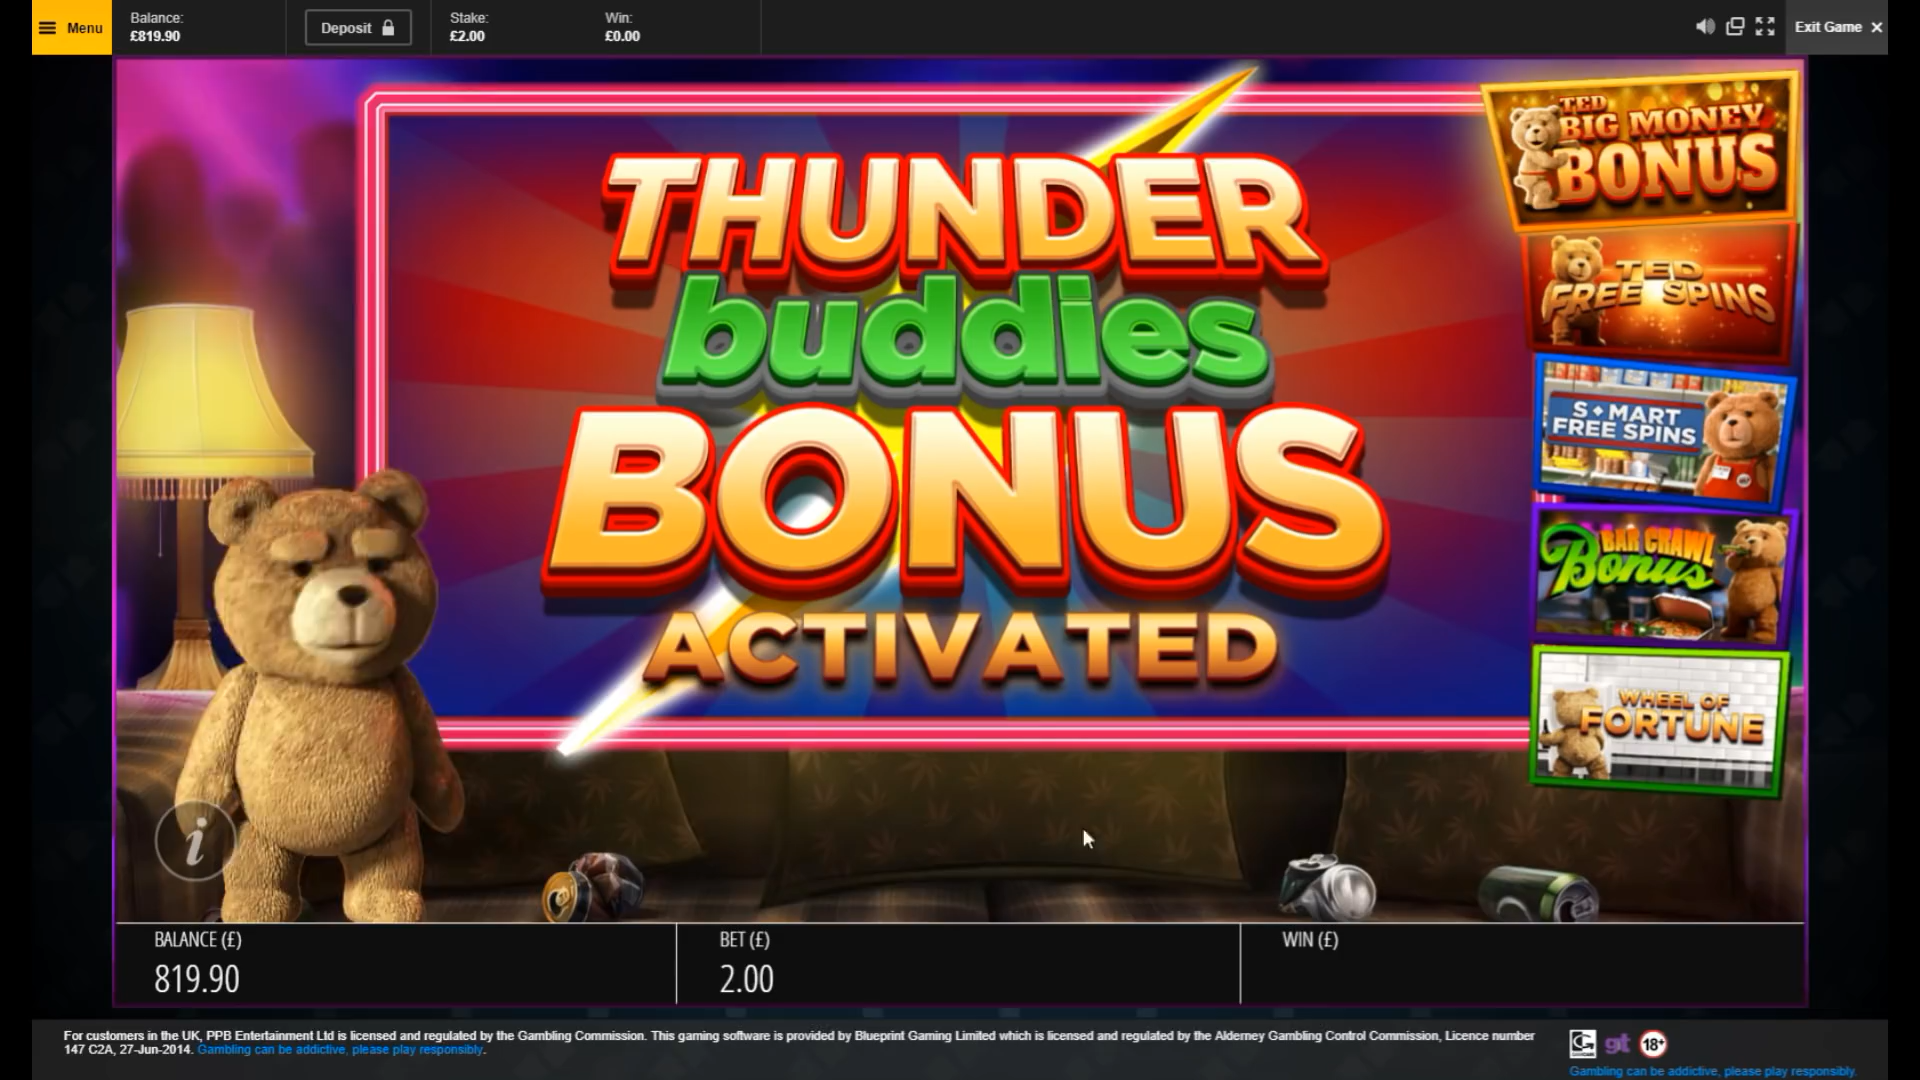 Menu
Balance:
£819.90
Deposit
Stake:
£2.00
Win:
£0.00
Exit Game
THUNDER
buddies
BONUS
ACTIVATED
TED
BIG MONEY
BONUS
TED
FREE SPINS
S MART
FREE SPINS
BAR CRAWL
Bonus
WHEEL OF
FORTUNE
i
BALANCE (£)
819.90
BET (£)
2.00
WIN (£)
For customers in the UK, PPB Entertainment Ltd is licensed and regulated by the Gambling Commission. This gaming software is provided by Blueprint Gaming Limited which is licensed and regulated by the Alderney Gambling Control Commission, Licence number
147 C2A, 27-Jun-2014. Gambling can be addictive, please play responsibly.
gt
18+
Gambling can be addictive, please play responsibly.